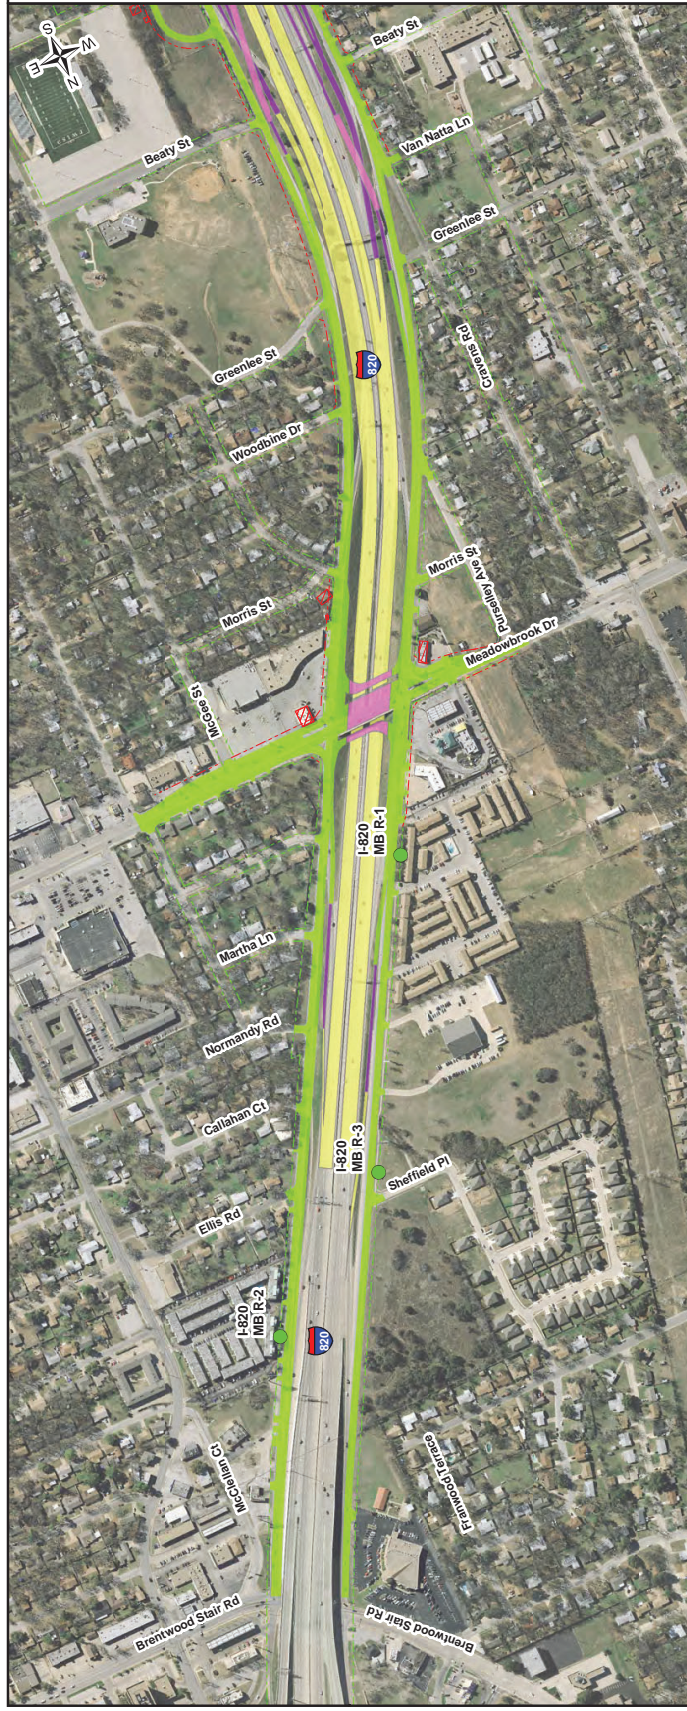 S
W
E
N
Beaty St
Beaty St
Van Natta Ln
Greenlee St
Cravens Rd
820
Greenlee St
Woodbine Dr
Morris St
Purselley Ave
Morris St
Meadowbrook Dr
McGee St
I-820
MB R-1
Martha Ln
Normandy Rd
Callahan Ct
I-820
MB R-3
Sheffield Pl
Ellis Rd
I-820
MB R-2
820
McClellan Ct
Franwood Terrace
Brentwood Stair Rd
Brentwood Stair Rd